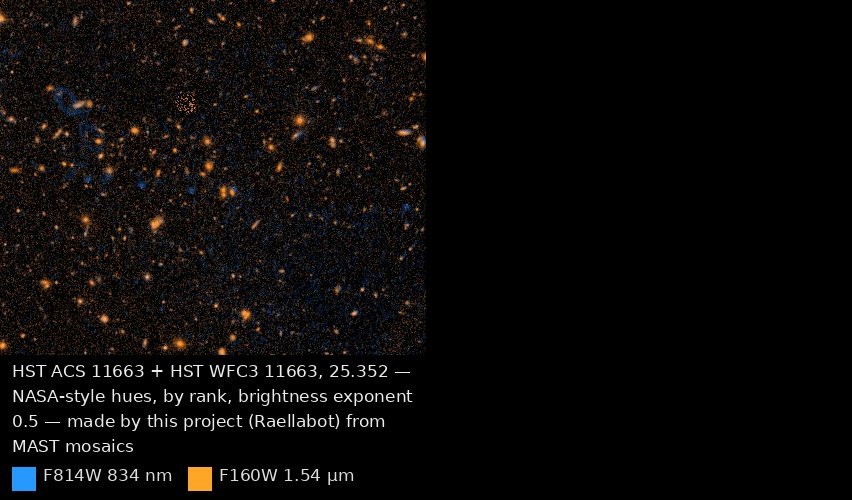 HST ACS 11663 + HST WFC3 11663, 25.352 —
NASA-style hues, by rank, brightness exponent
0.5 — made by this project (Raellabot) from
MAST mosaics
F814W 834 nm F160W 1.54 µm